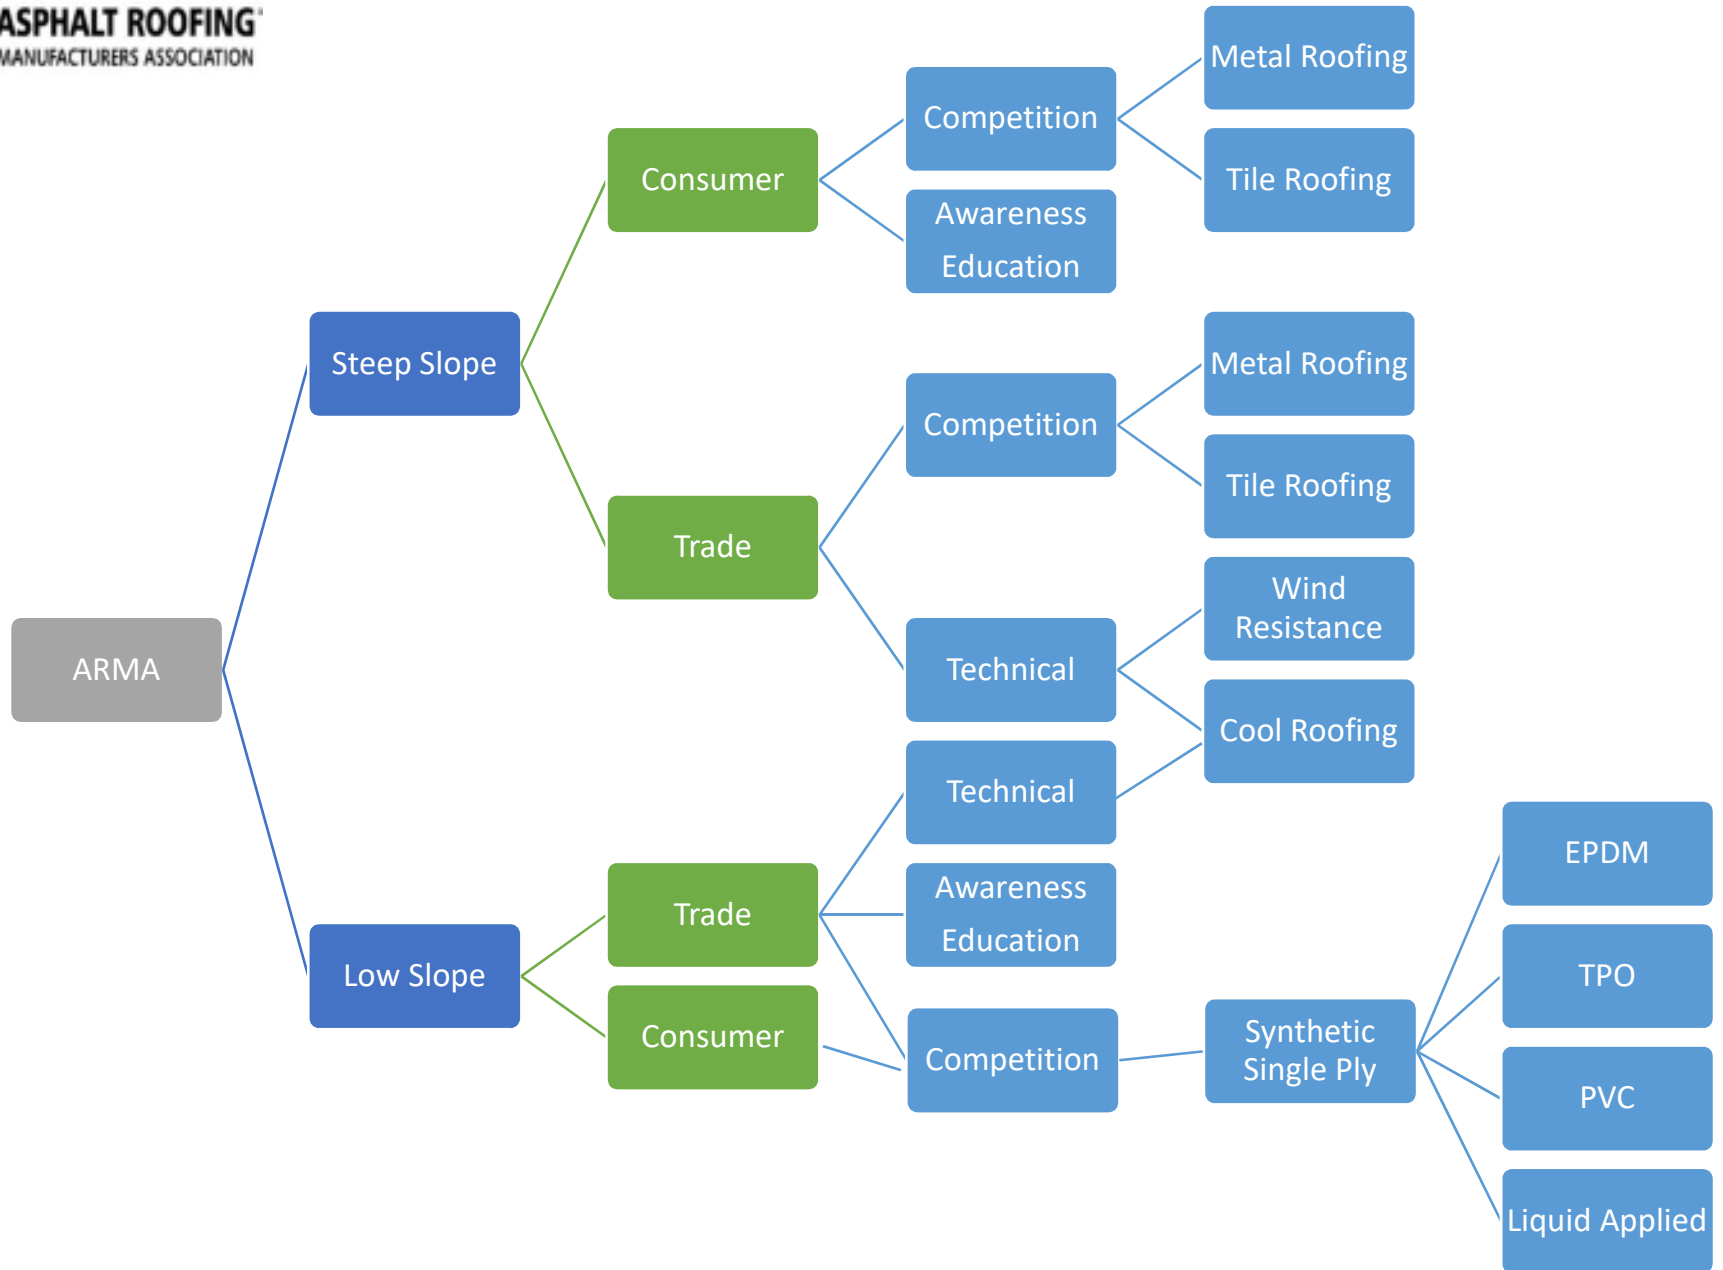 ASPHALT ROOFING
MANUFACTURERS ASSOCIATION
ARMA
Steep Slope
Consumer
Competition
Metal Roofing
Tile Roofing
Awareness
Education
Trade
Competition
Metal Roofing
Tile Roofing
Technical
Wind
Resistance
Cool Roofing
Low Slope
Trade
Technical
Awareness
Education
Consumer
Competition
Synthetic
Single Ply
EPDM
TPO
PVC
Liquid Applied